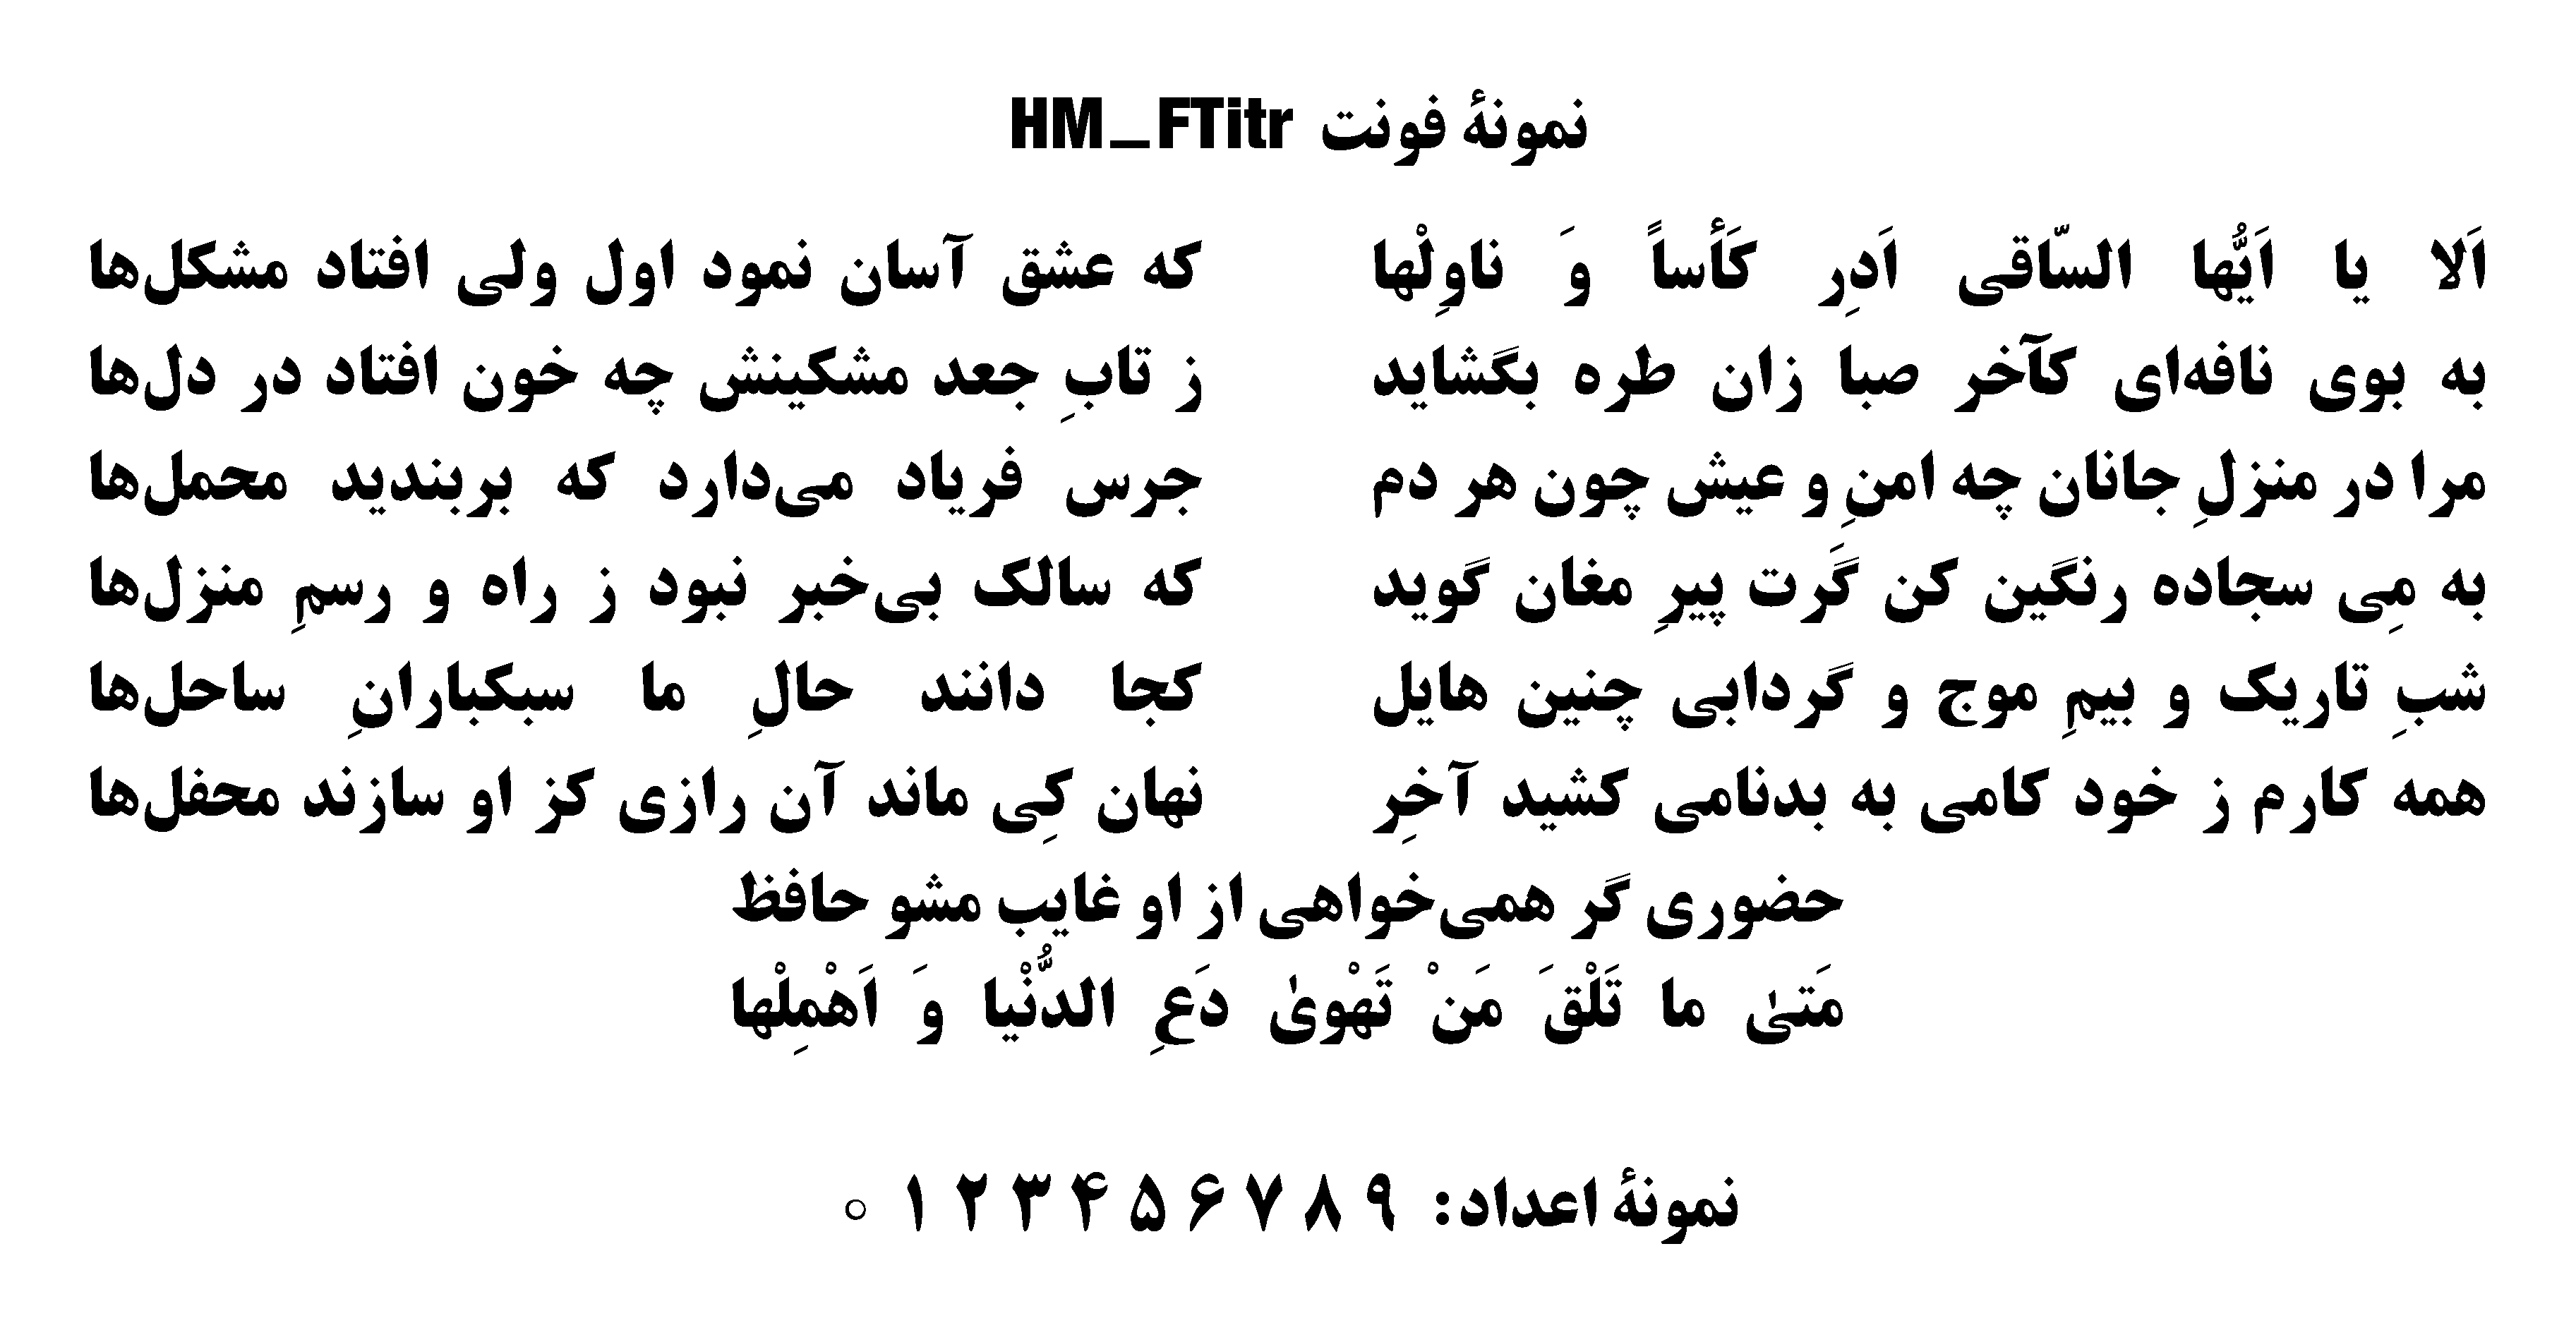 نمونهٔ فونت HM_FTitr
اَلا یا اَیُّها السّاقی اَدِر کَأساً وَ ناوِلْها که عشق آسان نمود اول ولی افتاد مشکل‌ها
به بوی نافه‌ای کآخر صبا زان طره بگشاید ز تابِ جعد مشکینش چه خون افتاد در دل‌ها
مرا در منزلِ جانان چه امنِ و عیش چون هر دم جرس فریاد می‌دارد که بربندید محمل‌ها
به مِی سجاده رنگین کن گَرت پیرِ مغان گوید که سالک بی‌خبر نبود ز راه و رسمِ منزل‌ها
شبِ تاریک و بیمِ موج و گردابی چنین هایل کجا دانند حالِ ما سبکبارانِ ساحل‌ها
همه کارم ز خود کامی به بدنامی کشید آخِر نهان کِی ماند آن رازی کز او سازند محفل‌ها
حضوری گر همی‌خواهی از او غایب مشو حافظ
مَتیٰ ما تَلْقَ مَنْ تَهْویٰ دَعِ الدُّنْیا وَ اَهْمِلْها
نمونهٔ اعداد: ۹ ۸ ۷ ۶ ۵ ۴ ۳ ۲ ۱ ۰